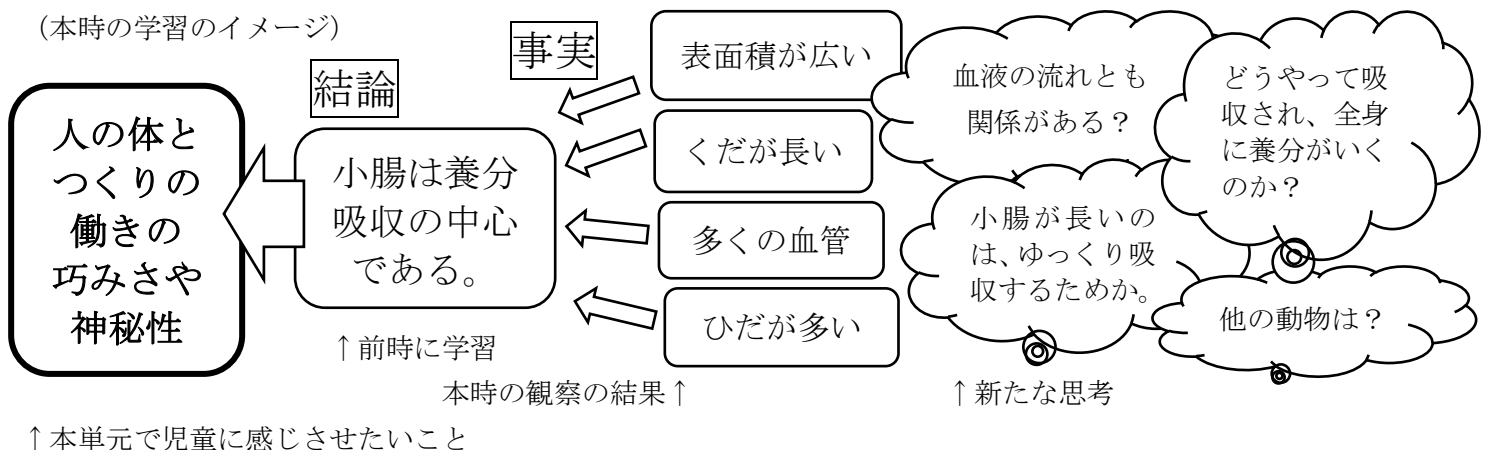 （本時の学習のイメージ）
人の体と
つくりの
働きの
巧みさや
神秘性
結論
小腸は養分
吸収の中心
である。
事実
表面積が広い
くだが長い
多くの血管
ひだが多い
血液の流れとも
関係がある？
どうやって吸
収され、全身
に養分がいく
のか？
小腸が長いの
は、ゆっくり吸
収するためか。
他の動物は？
↑前時に学習
本時の観察の結果↑
↑新たな思考
↑本単元で児童に感じさせたいこと